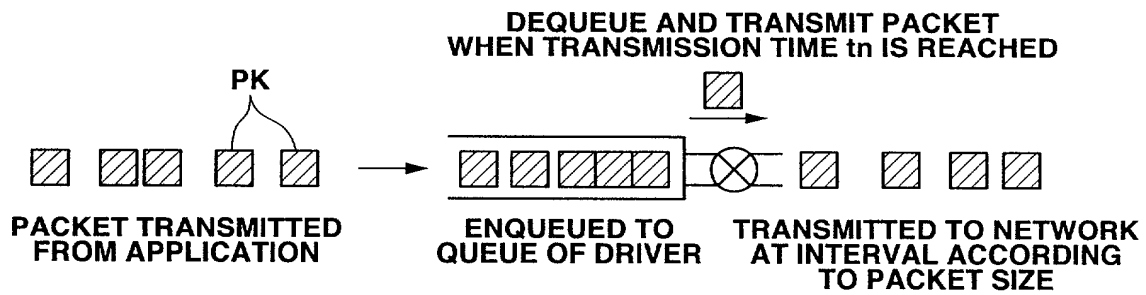 DEQUEUE AND TRANSMIT PACKET
WHEN TRANSMISSION TIME tn IS REACHED
PK
PACKET TRANSMITTED
FROM APPLICATION
ENQUEUED TO
QUEUE OF DRIVER
TRANSMITTED TO NETWORK
AT INTERVAL ACCORDING
TO PACKET SIZE